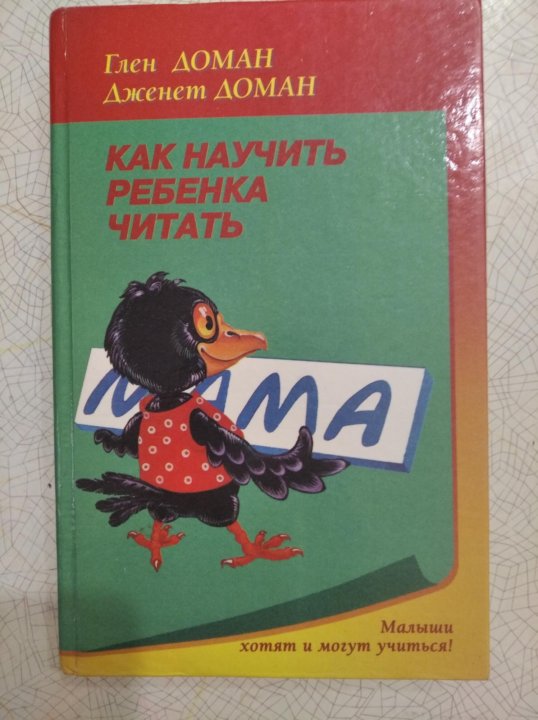 Глен ДОМАН
Дженет ДОМАН
КАК НАУЧИТЬ
РЕБЕНКА
ЧИТАТЬ
МАМА
Малыши
хотят и могут учиться!